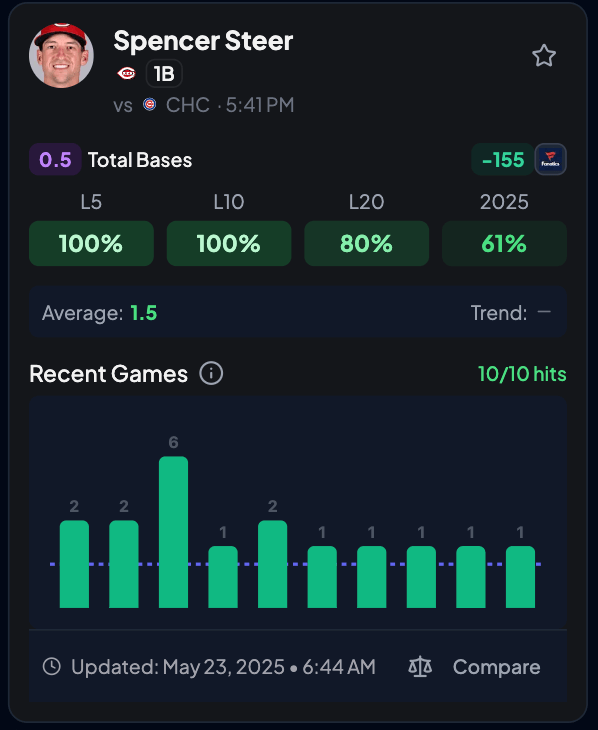 Spencer Steer
1B
vs CHC · 5:41 PM
0.5 Total Bases -155 Fanatics
L5 L10 L20 2025
100% 100% 80% 61%
Average: 1.5 Trend: —
Recent Games 10/10 hits
2 2 6 1 2 1 1 1 1 1
Updated: May 23, 2025 • 6:44 AM Compare